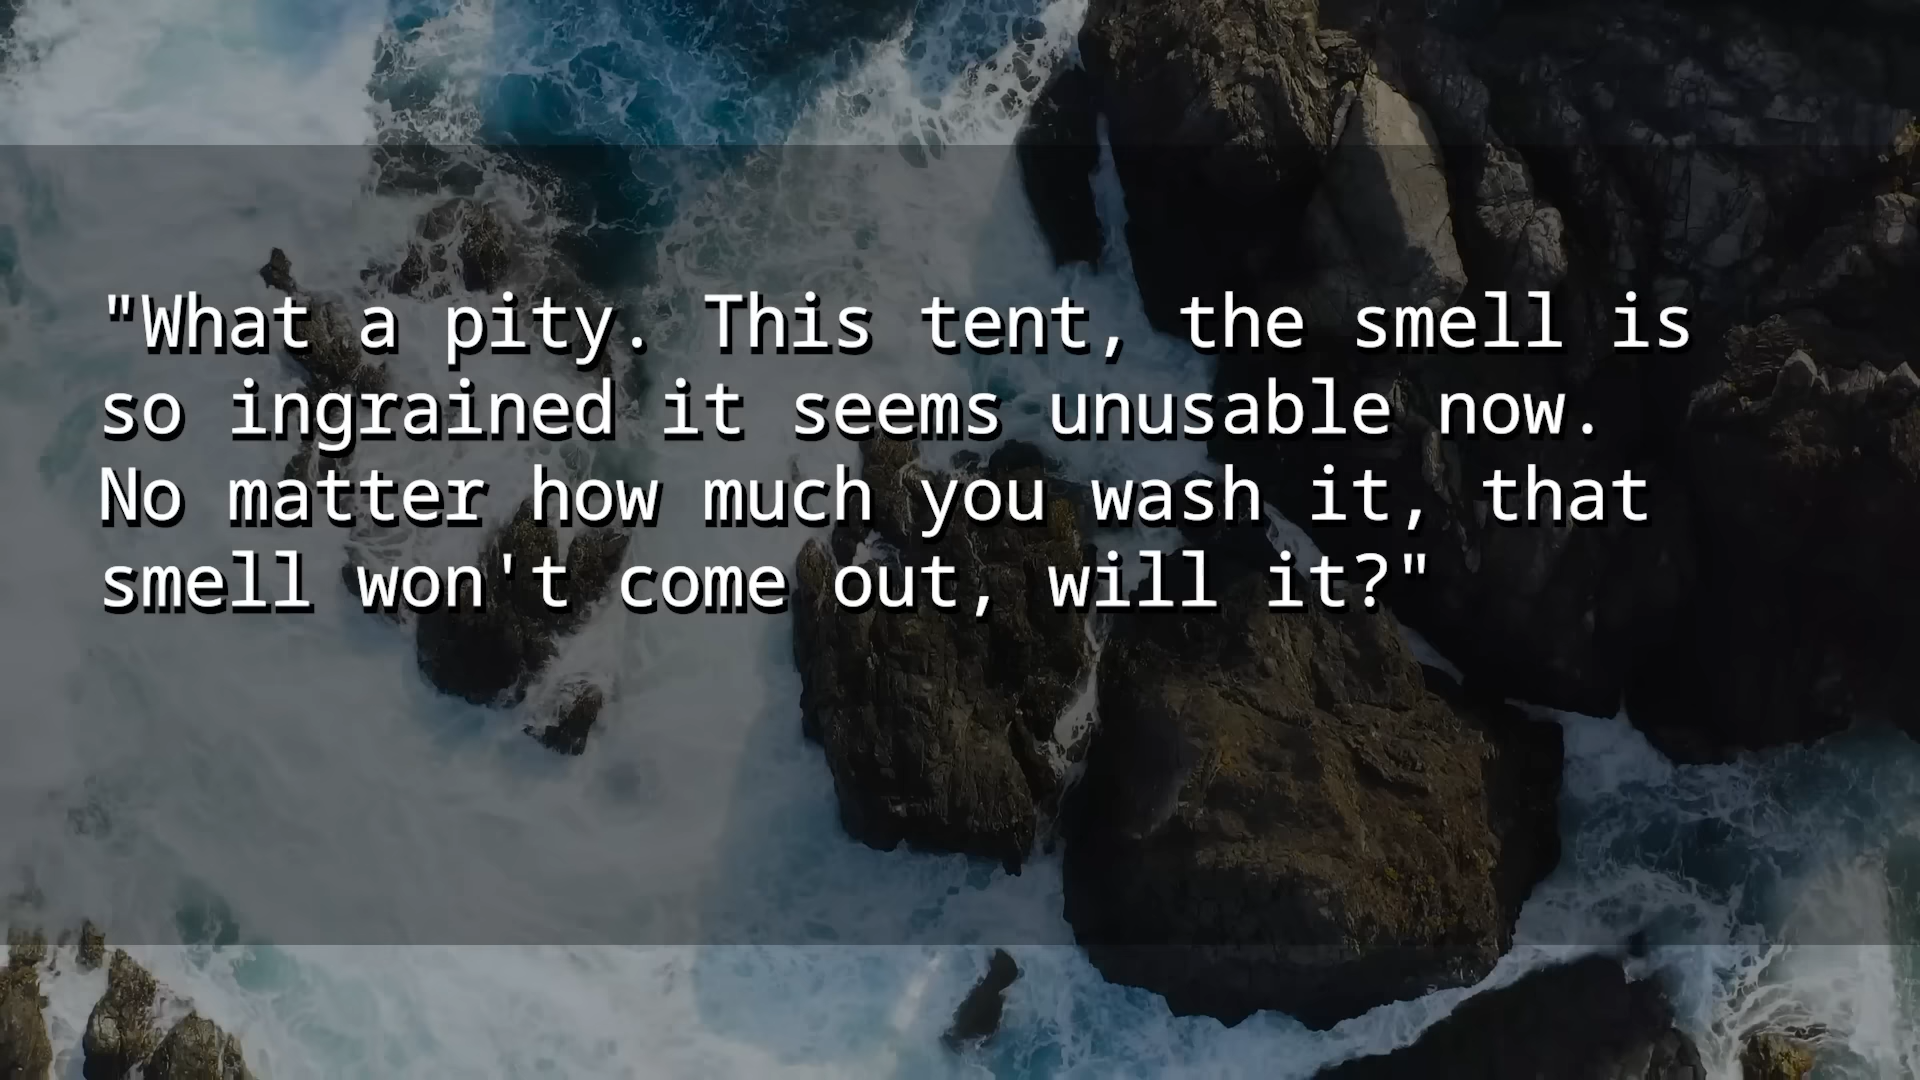 "What a pity. This tent, the smell is
so ingrained it seems unusable now.
No matter how much you wash it, that
smell won't come out, will it?"